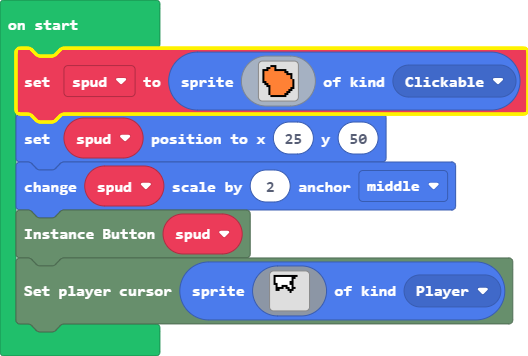 on start
set spud to sprite of kind Clickable
set spud position to x 25 y 50
change spud scale by 2 anchor middle
Instance Button spud
Set player cursor sprite of kind Player